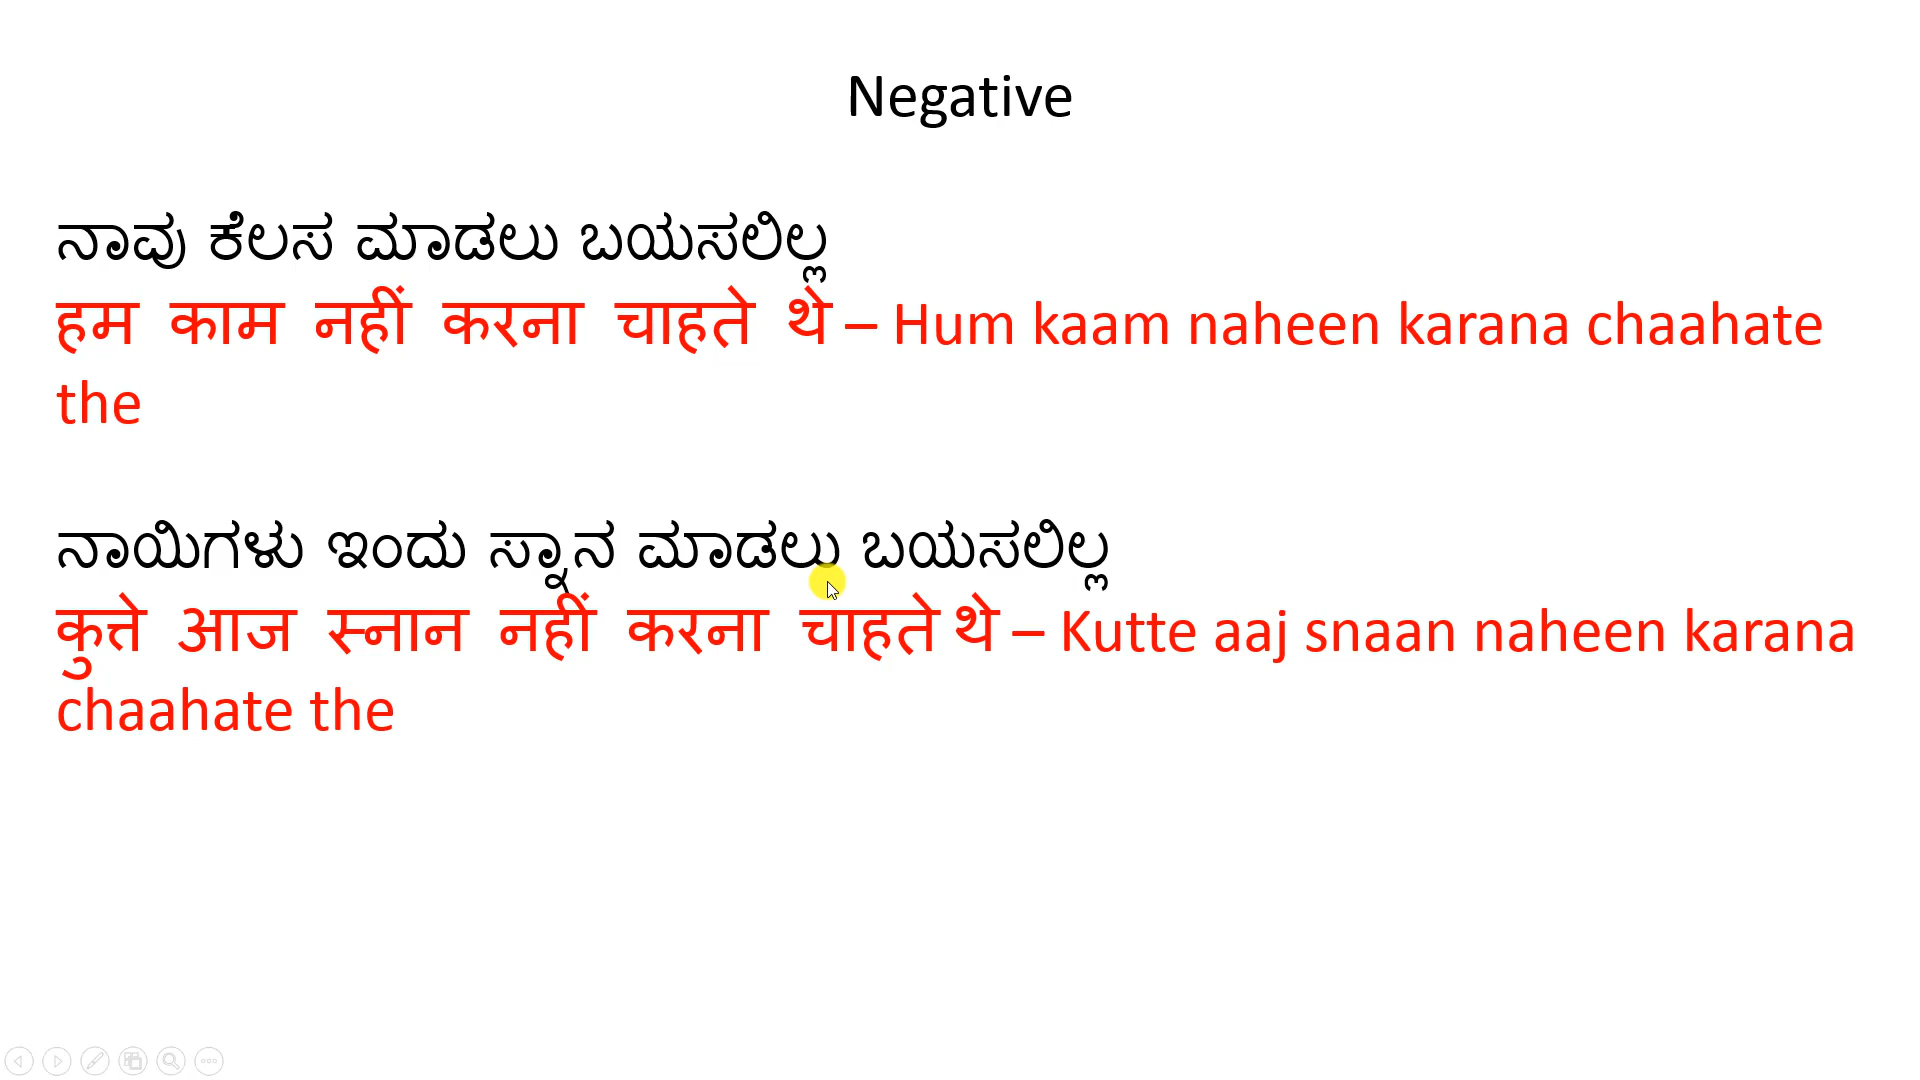 Negative
ನಾವು ಕೆಲಸ ಮಾಡಲು ಬಯಸಲಿಲ್ಲ
हम काम नहीं करना चाहते थे – Hum kaam naheen karana chaahate
the
ನಾಯಿಗಳು ಇಂದು ಸ್ನಾನ ಮಾಡಲು ಬಯಸಲಿಲ್ಲ
कुत्ते आज स्नान नहीं करना चाहते थे – Kutte aaj snaan naheen karana
chaahate the